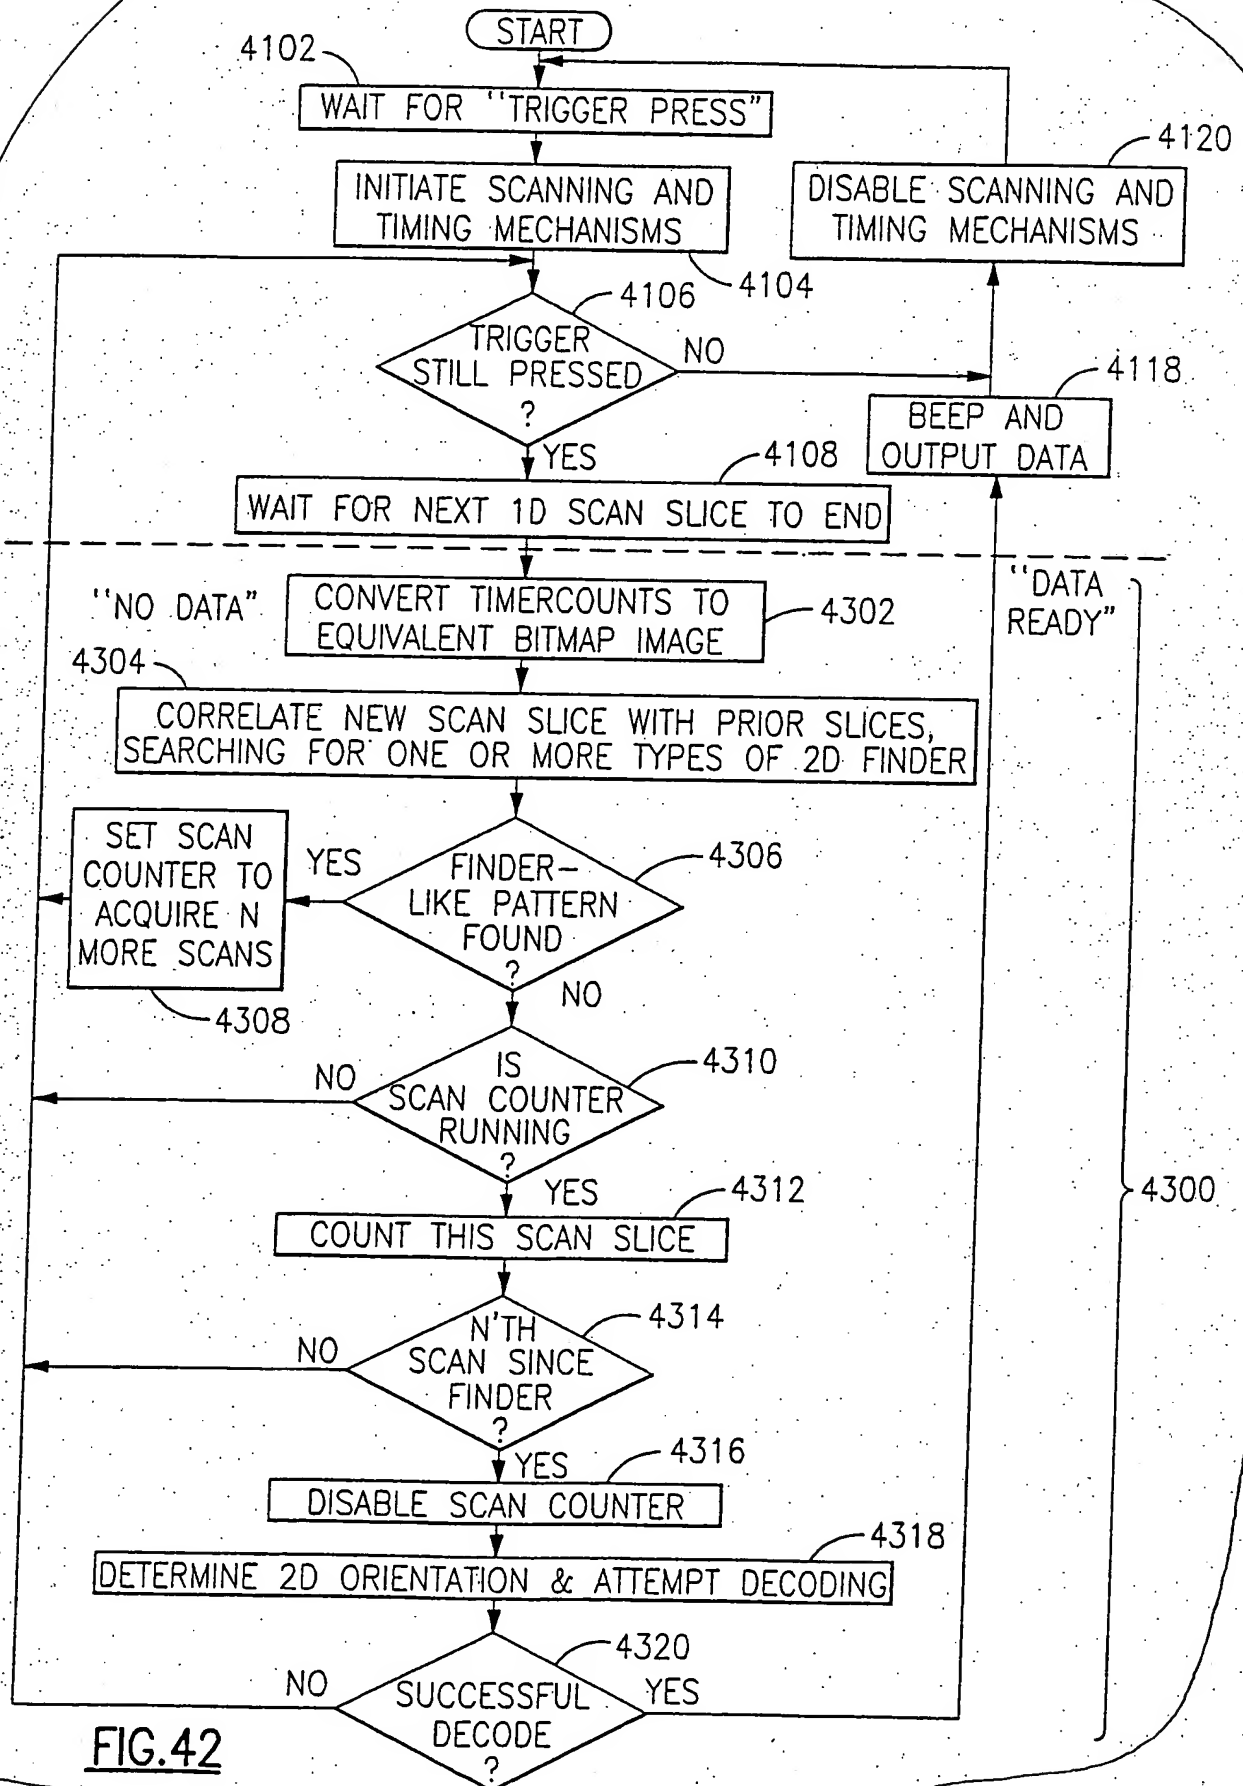 START
4102
WAIT FOR "TRIGGER PRESS"
4120
INITIATE SCANNING AND
TIMING MECHANISMS
DISABLE SCANNING AND
TIMING MECHANISMS
4104
4106
TRIGGER
STILL PRESSED
?
NO
4118
BEEP AND
OUTPUT DATA
YES
4108
WAIT FOR NEXT 1D SCAN SLICE TO END
"NO DATA"
"DATA
READY"
CONVERT TIMERCOUNTS TO
EQUIVALENT BITMAP IMAGE
4302
4304
CORRELATE NEW SCAN SLICE WITH PRIOR SLICES,
SEARCHING FOR ONE OR MORE TYPES OF 2D FINDER
SET SCAN
COUNTER TO
ACQUIRE N
MORE SCANS
YES
FINDER-
LIKE PATTERN
FOUND
?
4306
4308
NO
IS
SCAN COUNTER
RUNNING
?
4310
NO
YES
4312
4300
COUNT THIS SCAN SLICE
N'TH
SCAN SINCE
FINDER
?
4314
NO
YES
4316
DISABLE SCAN COUNTER
4318
DETERMINE 2D ORIENTATION & ATTEMPT DECODING
4320
NO
SUCCESSFUL
DECODE
?
YES
FIG.42